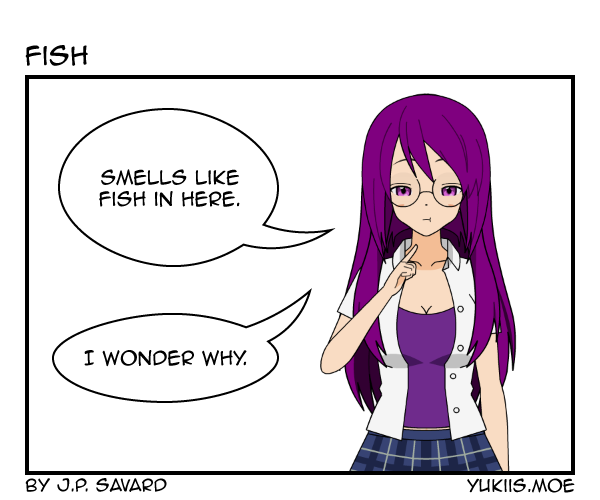 FISH
SMELLS LIKE
FISH IN HERE.
I WONDER WHY.
BY J.P. SAVARD
YUKIIS.MOE